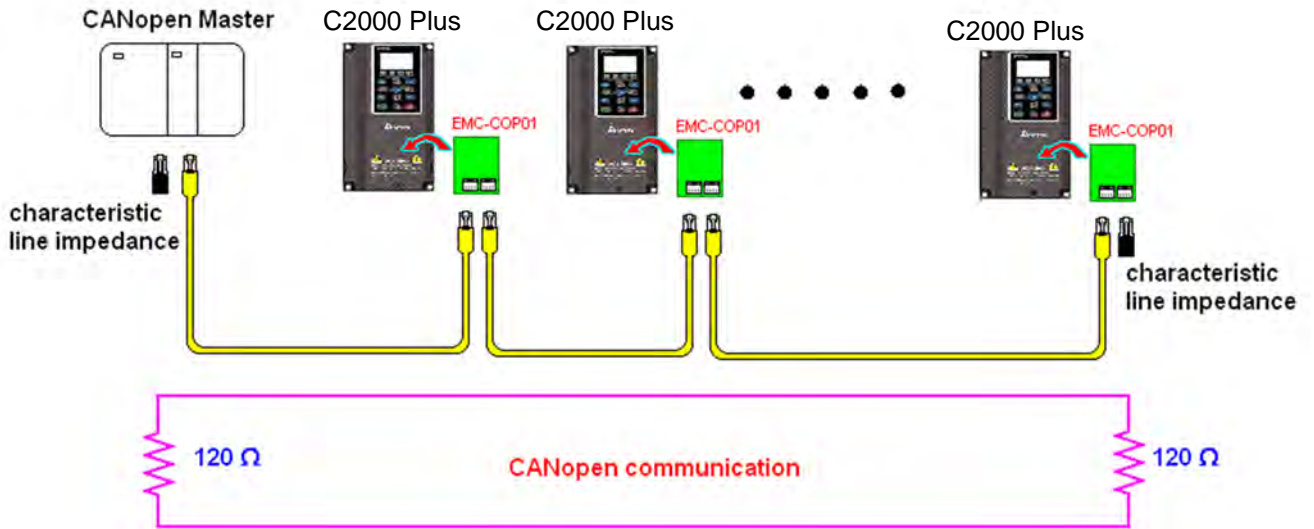 CANopen Master
C2000 Plus
C2000 Plus
C2000 Plus
EMC-COP01
EMC-COP01
EMC-COP01
characteristic
line impedance
characteristic
line impedance
120 Ω
CANopen communication
120 Ω